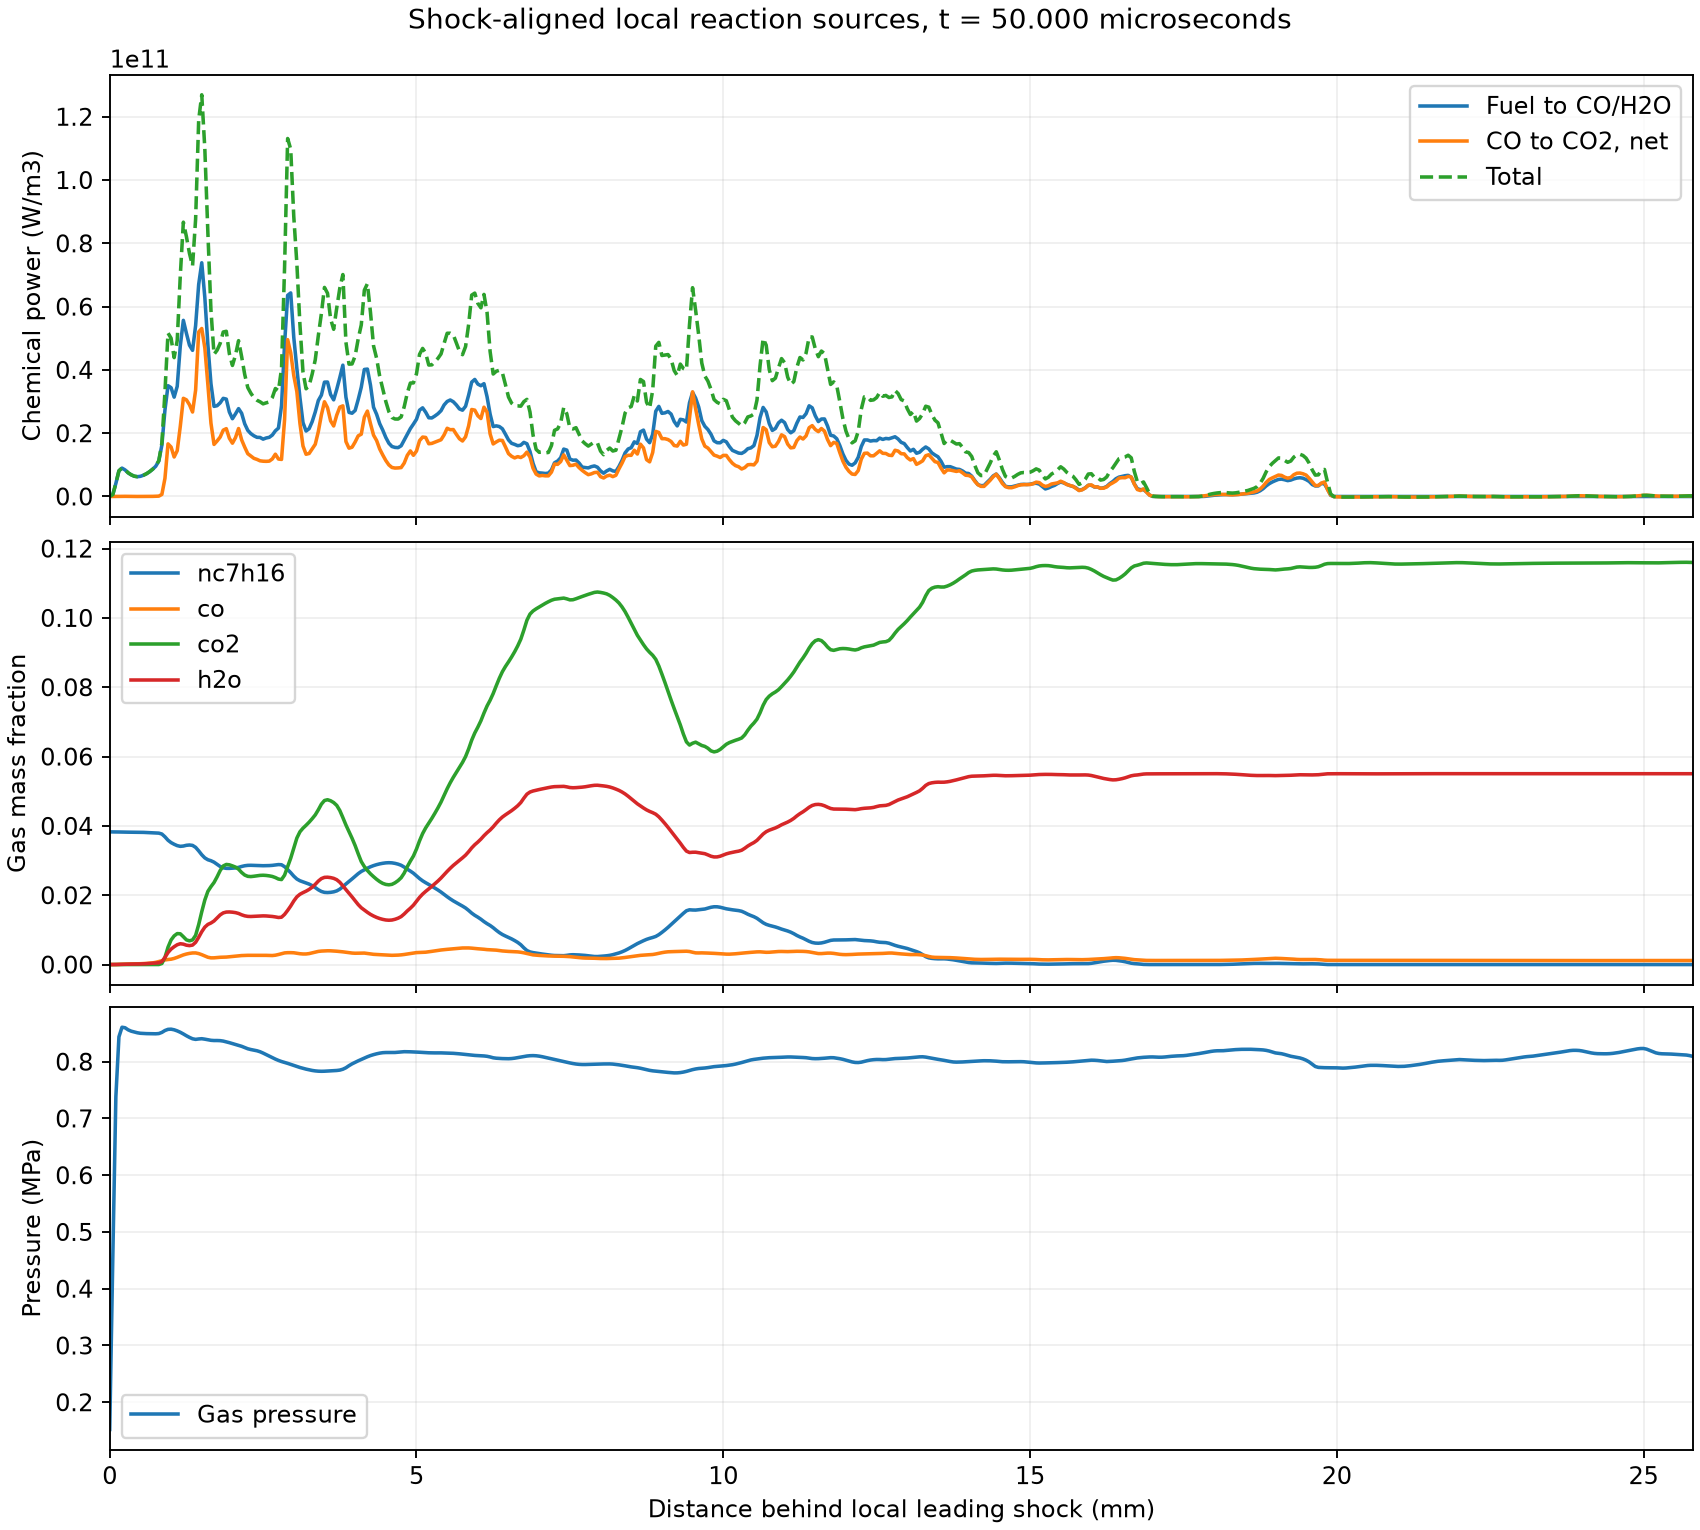 Shock-aligned local reaction sources, t = 50.000 microseconds
1e11
Chemical power (W/m3)
1.2
1.0
0.8
0.6
0.4
0.2
0.0
Fuel to CO/H2O
CO to CO2, net
Total
Gas mass fraction
0.12
0.10
0.08
0.06
0.04
0.02
0.00
nc7h16
co
co2
h2o
Pressure (MPa)
0.8
0.7
0.6
0.5
0.4
0.3
0.2
Gas pressure
0 5 10 15 20 25
Distance behind local leading shock (mm)